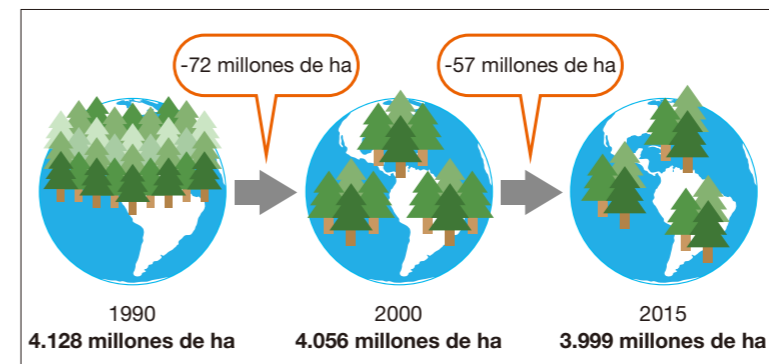 -72 millones de ha
-57 millones de ha
1990
4.128 millones de ha
2000
4.056 millones de ha
2015
3.999 millones de ha